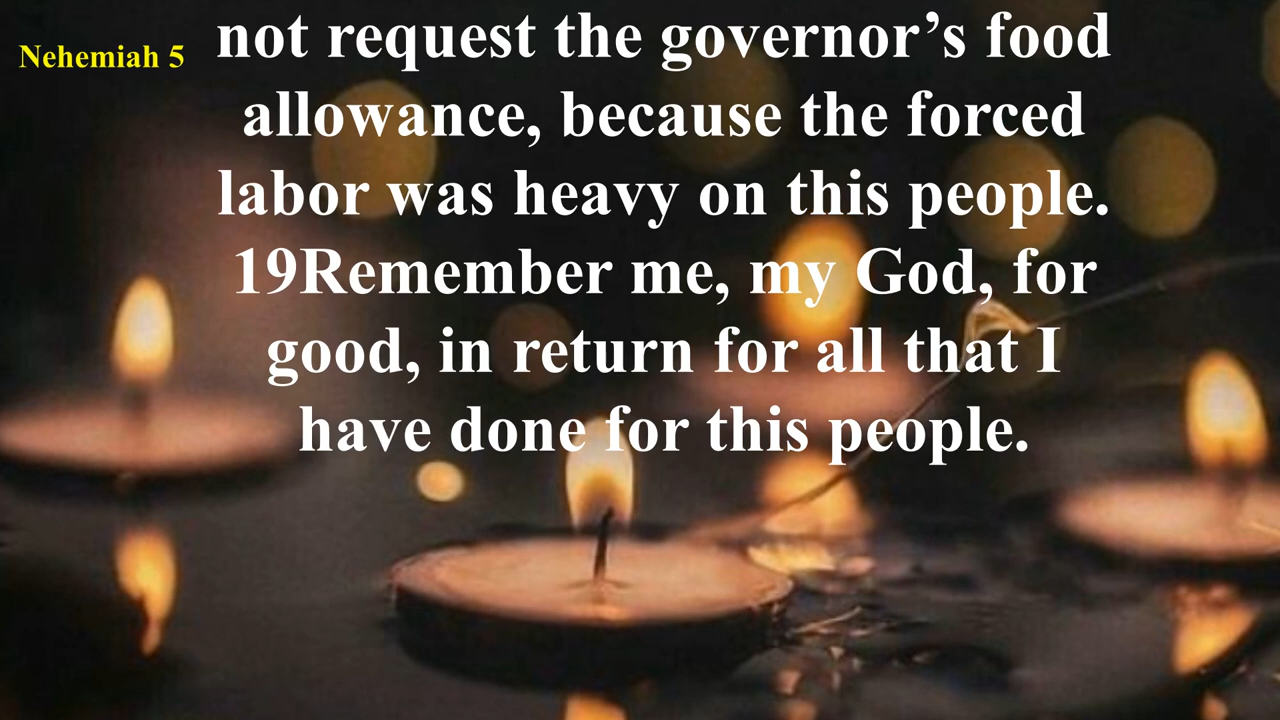 Nehemiah 5
not request the governor’s food
allowance, because the forced
labor was heavy on this people.
19Remember me, my God, for
good, in return for all that I
have done for this people.